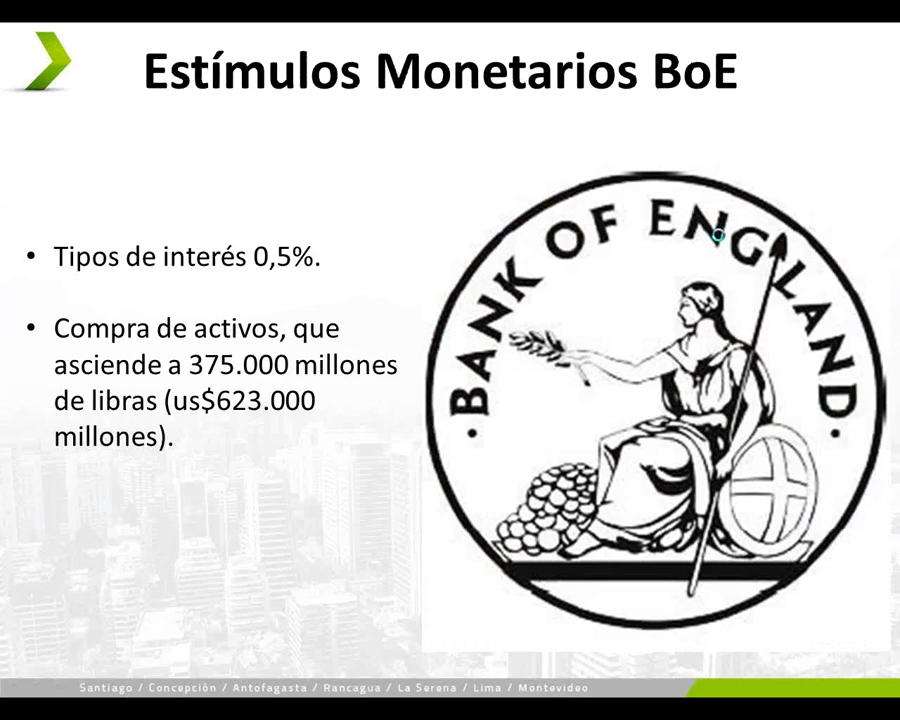 Estímulos Monetarios BoE
• Tipos de interés 0,5%.
• Compra de activos, que
asciende a 375.000 millones
de libras (us$623.000
millones).
• BANK OF ENGLAND •
Santiago / Concepción / Antofagasta / Rancagua / La Serena / Lima / Montevideo